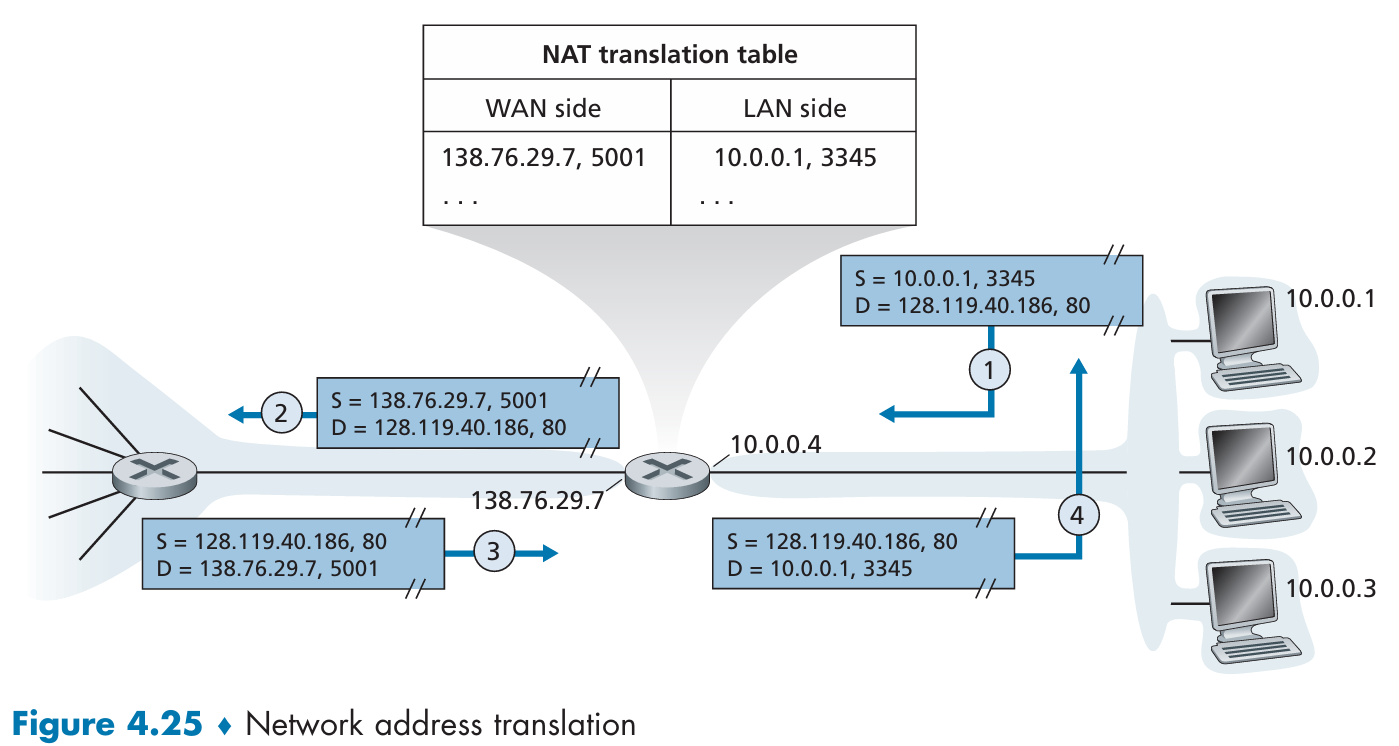 NAT translation table
WAN side LAN side
138.76.29.7, 5001 10.0.0.1, 3345
. . . . . .
S = 10.0.0.1, 3345
D = 128.119.40.186, 80
10.0.0.1
1
S = 138.76.29.7, 5001
D = 128.119.40.186, 80
2
10.0.0.4
10.0.0.2
138.76.29.7
4
S = 128.119.40.186, 80
D = 138.76.29.7, 5001
3
S = 128.119.40.186, 80
D = 10.0.0.1, 3345
10.0.0.3
Figure 4.25 ♦ Network address translation